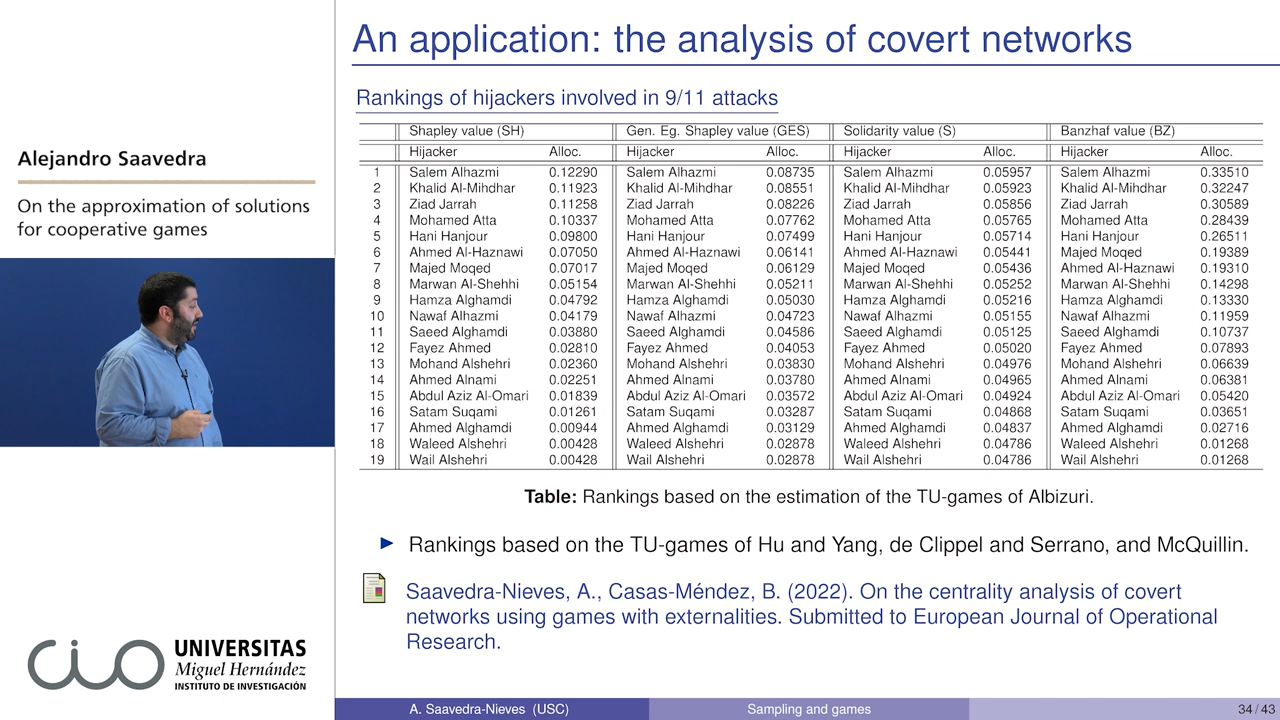 Alejandro Saavedra
On the approximation of solutions
for cooperative games
UNIVERSITAS
Miguel Hernández
INSTITUTO DE INVESTIGACIÓN
An application: the analysis of covert networks
Rankings of hijackers involved in 9/11 attacks
Shapley value (SH) Gen. Eg. Shapley value (GES) Solidarity value (S) Banzhaf value (BZ)
Hijacker Alloc. Hijacker Alloc. Hijacker Alloc. Hijacker Alloc.
1 Salem Alhazmi 0.12290 Salem Alhazmi 0.08735 Salem Alhazmi 0.05957 Salem Alhazmi 0.33510
2 Khalid Al-Mihdhar 0.11923 Khalid Al-Mihdhar 0.08551 Khalid Al-Mihdhar 0.05923 Khalid Al-Mihdhar 0.32247
3 Ziad Jarrah 0.11258 Ziad Jarrah 0.08226 Ziad Jarrah 0.05856 Ziad Jarrah 0.30589
4 Mohamed Atta 0.10337 Mohamed Atta 0.07762 Mohamed Atta 0.05765 Mohamed Atta 0.28439
5 Hani Hanjour 0.09800 Hani Hanjour 0.07499 Hani Hanjour 0.05714 Hani Hanjour 0.26511
6 Ahmed Al-Haznawi 0.07050 Ahmed Al-Haznawi 0.06141 Ahmed Al-Haznawi 0.05441 Majed Moqed 0.19389
7 Majed Moqed 0.07017 Majed Moqed 0.06129 Majed Moqed 0.05436 Ahmed Al-Haznawi 0.19310
8 Marwan Al-Shehhi 0.05154 Marwan Al-Shehhi 0.05211 Marwan Al-Shehhi 0.05252 Marwan Al-Shehhi 0.14298
9 Hamza Alghamdi 0.04792 Hamza Alghamdi 0.05030 Hamza Alghamdi 0.05216 Hamza Alghamdi 0.13330
10 Nawaf Alhazmi 0.04179 Nawaf Alhazmi 0.04723 Nawaf Alhazmi 0.05155 Nawaf Alhazmi 0.11959
11 Saeed Alghamdi 0.03880 Saeed Alghamdi 0.04586 Saeed Alghamdi 0.05125 Saeed Alghamdi 0.10737
12 Fayez Ahmed 0.02810 Fayez Ahmed 0.04053 Fayez Ahmed 0.05020 Fayez Ahmed 0.07893
13 Mohand Alshehri 0.02360 Mohand Alshehri 0.03830 Mohand Alshehri 0.04976 Mohand Alshehri 0.06639
14 Ahmed Alnami 0.02251 Ahmed Alnami 0.03780 Ahmed Alnami 0.04965 Ahmed Alnami 0.06381
15 Abdul Aziz Al-Omari 0.01839 Abdul Aziz Al-Omari 0.03572 Abdul Aziz Al-Omari 0.04924 Abdul Aziz Al-Omari 0.05420
16 Satam Suqami 0.01261 Satam Suqami 0.03287 Satam Suqami 0.04868 Satam Suqami 0.03651
17 Ahmed Alghamdi 0.00944 Ahmed Alghamdi 0.03129 Ahmed Alghamdi 0.04837 Ahmed Alghamdi 0.02716
18 Waleed Alshehri 0.00428 Waleed Alshehri 0.02878 Waleed Alshehri 0.04786 Waleed Alshehri 0.01268
19 Wail Alshehri 0.00428 Wail Alshehri 0.02878 Wail Alshehri 0.04786 Wail Alshehri 0.01268
Table: Rankings based on the estimation of the TU-games of Albizuri.
Rankings based on the TU-games of Hu and Yang, de Clippel and Serrano, and McQuillin.
Saavedra-Nieves, A., Casas-Méndez, B. (2022). On the centrality analysis of covert
networks using games with externalities. Submitted to European Journal of Operational
Research.
A. Saavedra-Nieves (USC) Sampling and games 34 / 43